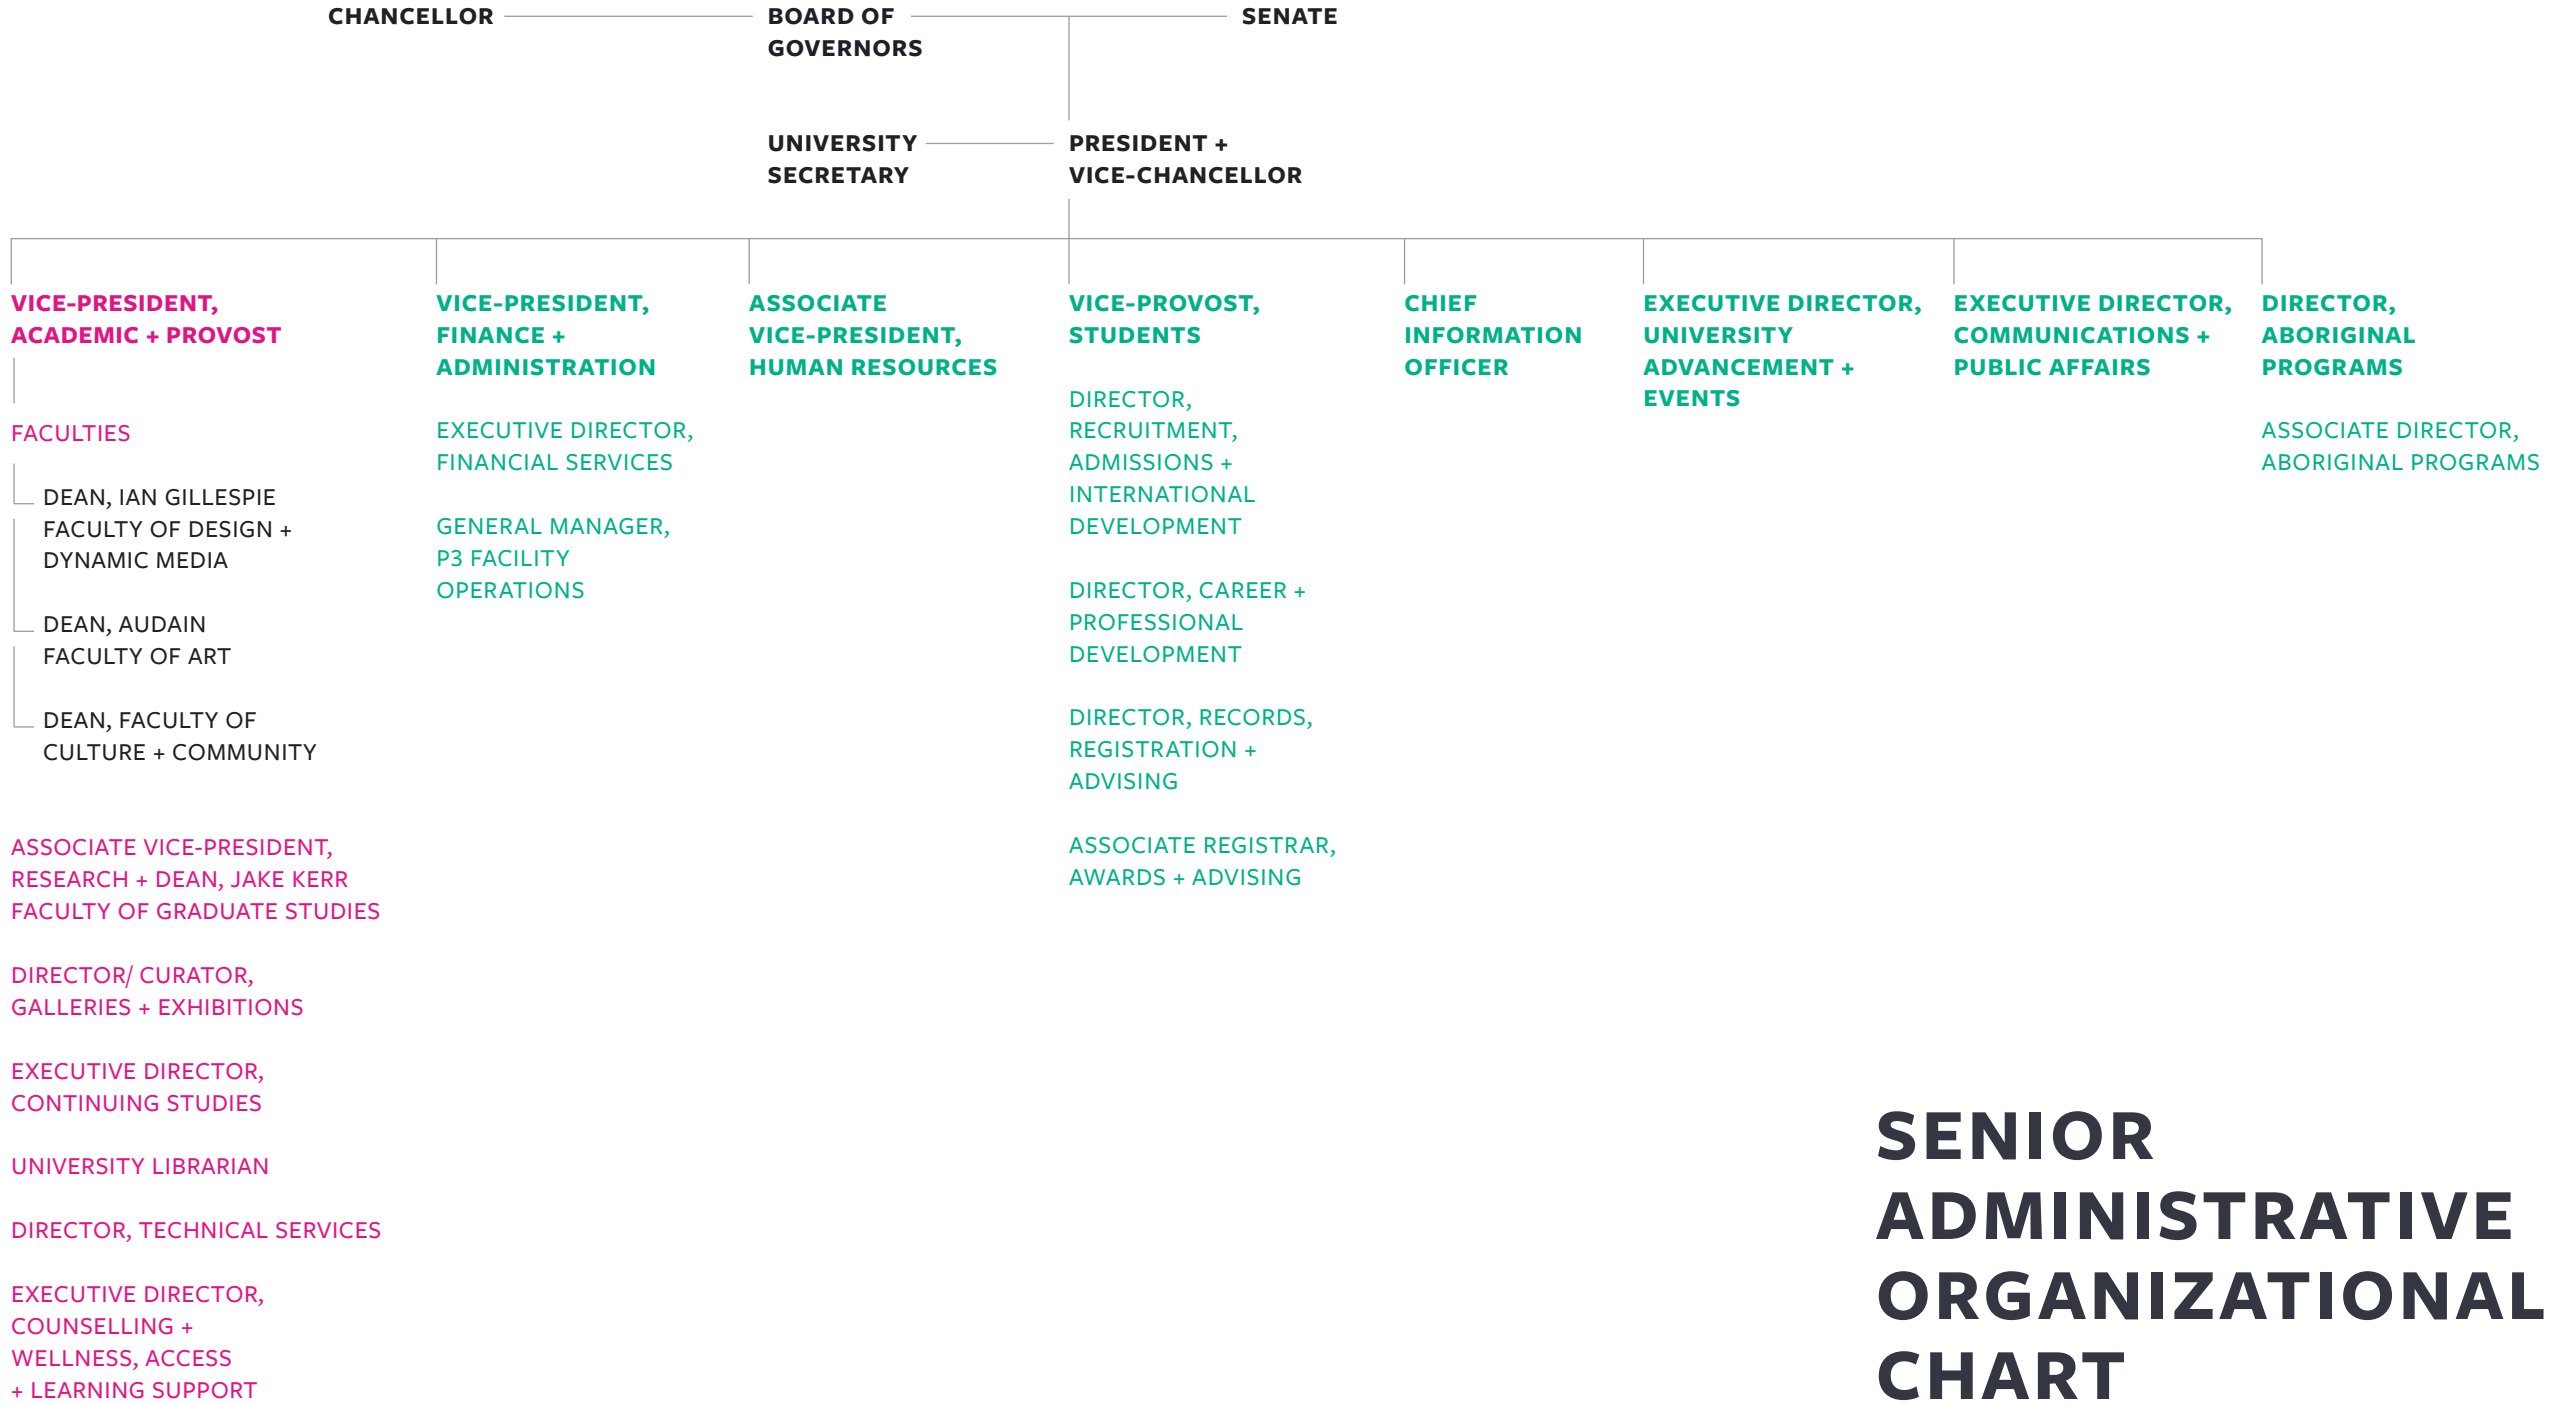 CHANCELLOR
BOARD OF
GOVERNORS
SENATE
UNIVERSITY
SECRETARY
PRESIDENT +
VICE-CHANCELLOR
VICE-PRESIDENT,
ACADEMIC + PROVOST
FACULTIES
DEAN, IAN GILLESPIE
FACULTY OF DESIGN +
DYNAMIC MEDIA
DEAN, AUDAIN
FACULTY OF ART
DEAN, FACULTY OF
CULTURE + COMMUNITY
ASSOCIATE VICE-PRESIDENT,
RESEARCH + DEAN, JAKE KERR
FACULTY OF GRADUATE STUDIES
DIRECTOR/ CURATOR,
GALLERIES + EXHIBITIONS
EXECUTIVE DIRECTOR,
CONTINUING STUDIES
UNIVERSITY LIBRARIAN
DIRECTOR, TECHNICAL SERVICES
EXECUTIVE DIRECTOR,
COUNSELLING +
WELLNESS, ACCESS
+ LEARNING SUPPORT
VICE-PRESIDENT,
FINANCE +
ADMINISTRATION
EXECUTIVE DIRECTOR,
FINANCIAL SERVICES
GENERAL MANAGER,
P3 FACILITY
OPERATIONS
ASSOCIATE
VICE-PRESIDENT,
HUMAN RESOURCES
VICE-PROVOST,
STUDENTS
DIRECTOR,
RECRUITMENT,
ADMISSIONS +
INTERNATIONAL
DEVELOPMENT
DIRECTOR, CAREER +
PROFESSIONAL
DEVELOPMENT
DIRECTOR, RECORDS,
REGISTRATION +
ADVISING
ASSOCIATE REGISTRAR,
AWARDS + ADVISING
CHIEF
INFORMATION
OFFICER
EXECUTIVE DIRECTOR,
UNIVERSITY
ADVANCEMENT +
EVENTS
EXECUTIVE DIRECTOR,
COMMUNICATIONS +
PUBLIC AFFAIRS
DIRECTOR,
ABORIGINAL
PROGRAMS
ASSOCIATE DIRECTOR,
ABORIGINAL PROGRAMS
SENIOR
ADMINISTRATIVE
ORGANIZATIONAL
CHART